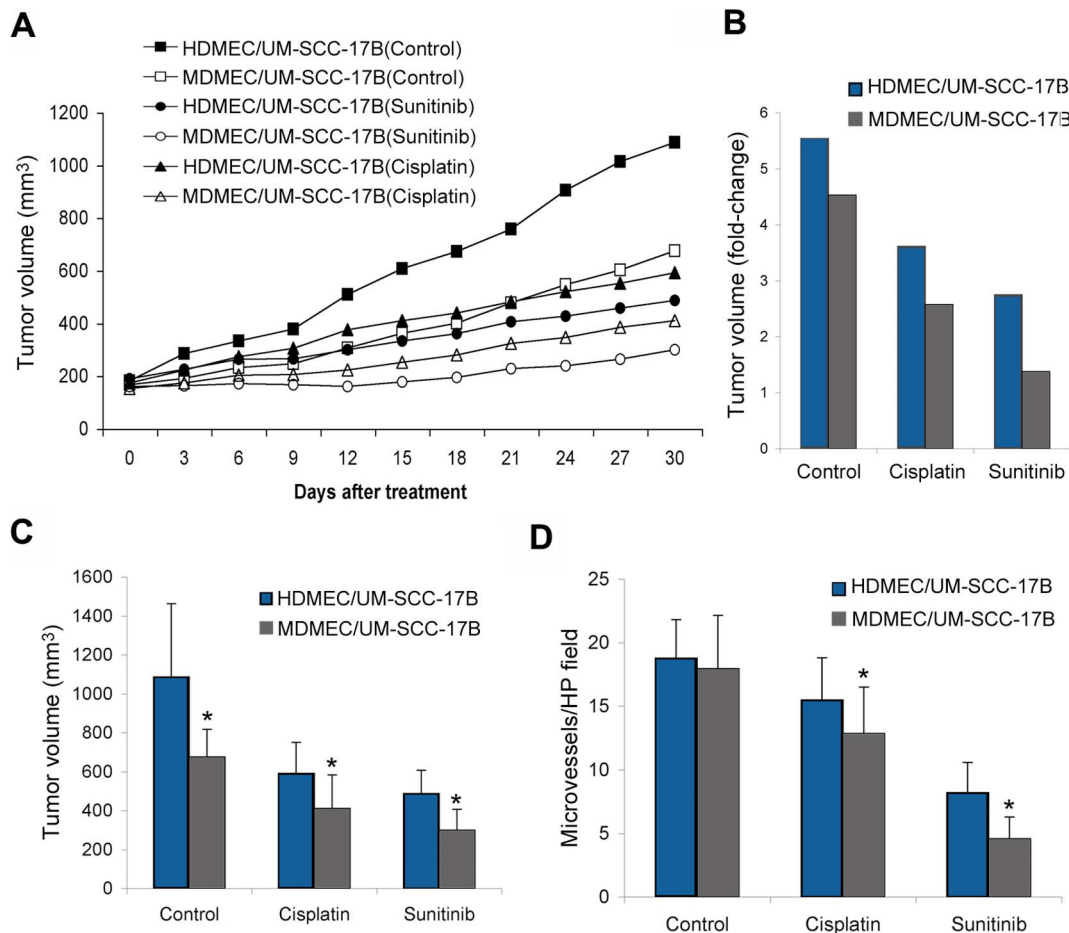 A
HDMEC/UM-SCC-17B(Control)
MDMEC/UM-SCC-17B(Control)
HDMEC/UM-SCC-17B(Sunitinib)
MDMEC/UM-SCC-17B(Sunitinib)
HDMEC/UM-SCC-17B(Cisplatin)
MDMEC/UM-SCC-17B(Cisplatin)
Tumor volume (mm³)
1200
1000
800
600
400
200
0
0 3 6 9 12 15 18 21 24 27 30
Days after treatment
B
HDMEC/UM-SCC-17B
MDMEC/UM-SCC-17B
Tumor volume (fold-change)
6
5
4
3
2
1
0
Control Cisplatin Sunitinib
C
HDMEC/UM-SCC-17B
MDMEC/UM-SCC-17B
Tumor volume (mm³)
1600
1400
1200
1000
800
600
400
200
0
* * *
Control Cisplatin Sunitinib
D
HDMEC/UM-SCC-17B
MDMEC/UM-SCC-17B
Microvessels/HP field
25
20
15
10
5
0
* *
Control Cisplatin Sunitinib